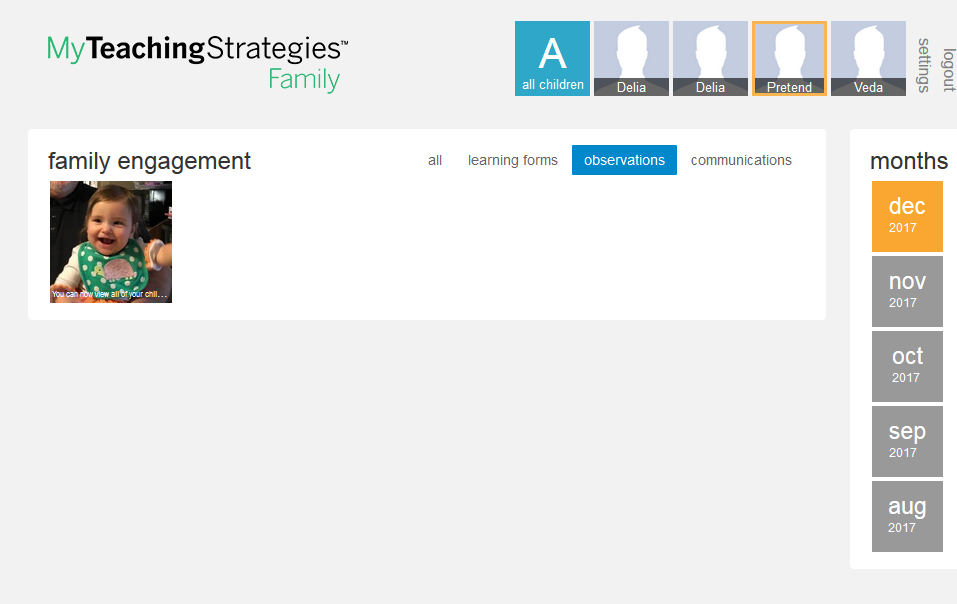 MyTeachingStrategies™
Family
A
all children
Delia
Delia
Pretend
Veda
settings
logout
family engagement
all
learning forms
observations
communications
You can now view all of your chil...
months
dec
2017
nov
2017
oct
2017
sep
2017
aug
2017